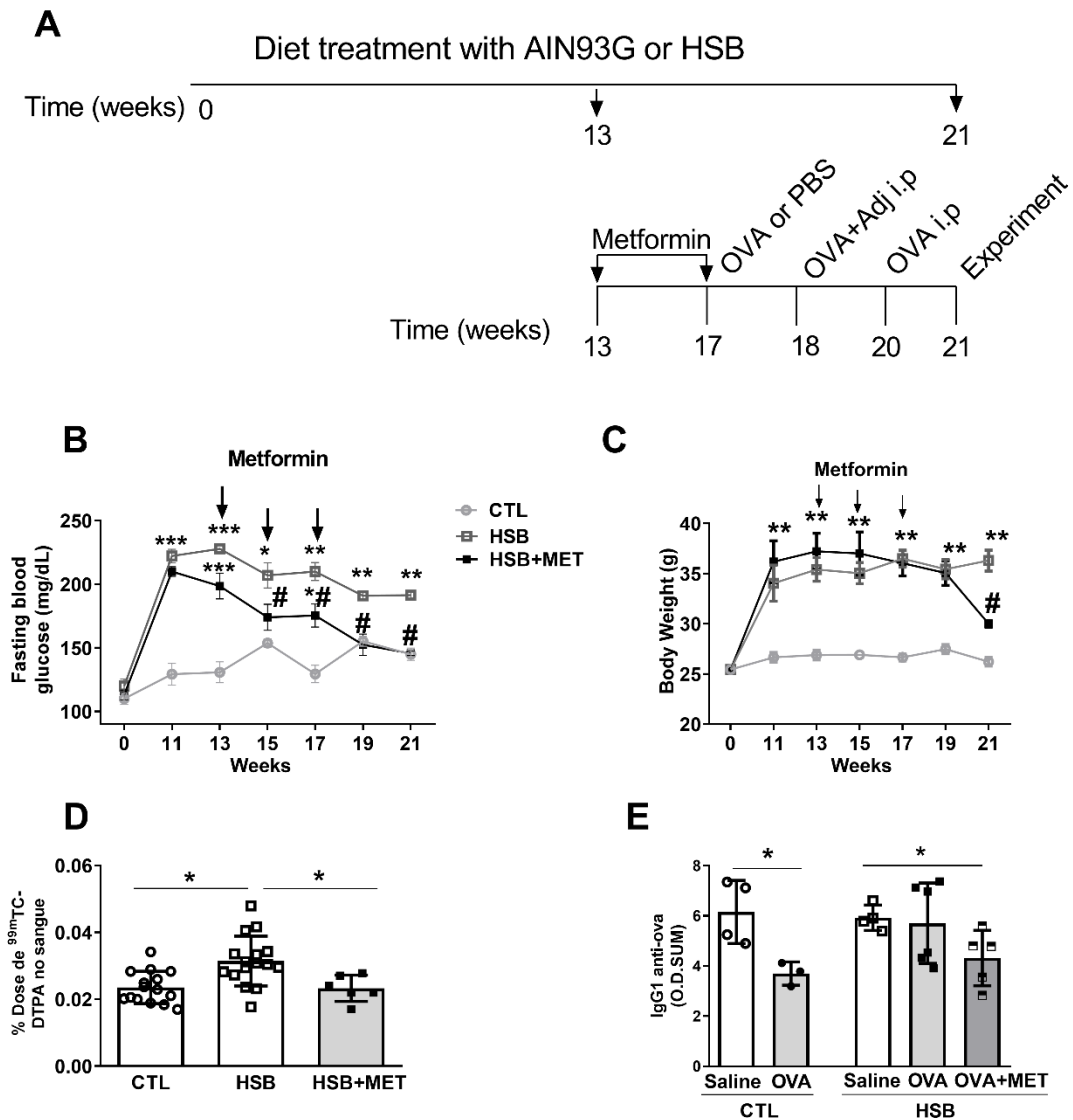 A
Diet treatment with AIN93G or HSB
Time (weeks) 0 13 21
Metformin
OVA or PBS
OVA+Adj i.p
OVA i.p
Experiment
Time (weeks) 13 17 18 20 21
B
Metformin
Fasting blood
glucose (mg/dL)
250
200
150
100
*** *** * ** ** **
*** # *# # #
0 11 13 15 17 19 21
Weeks
CTL
HSB
HSB+MET
C
Metformin
Body Weight (g)
40
35
30
25
20
** ** ** ** ** **
#
0 11 13 15 17 19 21
Weeks
D
% Dose de 99mTC-
DTPA no sangue
0.06
0.04
0.02
0.00
* *
CTL HSB HSB+MET
E
IgG1 anti-ova
(O.D.SUM)
8
6
4
2
0
* *
Saline OVA Saline OVA OVA+MET
CTL HSB